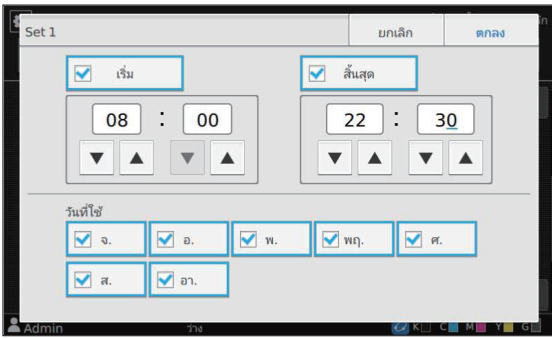 Set 1 ยกเลิก ตกลง
เริ่ม สิ้นสุด
08 : 00 22 : 30
วันที่ใช้
จ. อ. พ. พฤ. ศ.
ส. อา.
Admin ว่าง K C M Y G